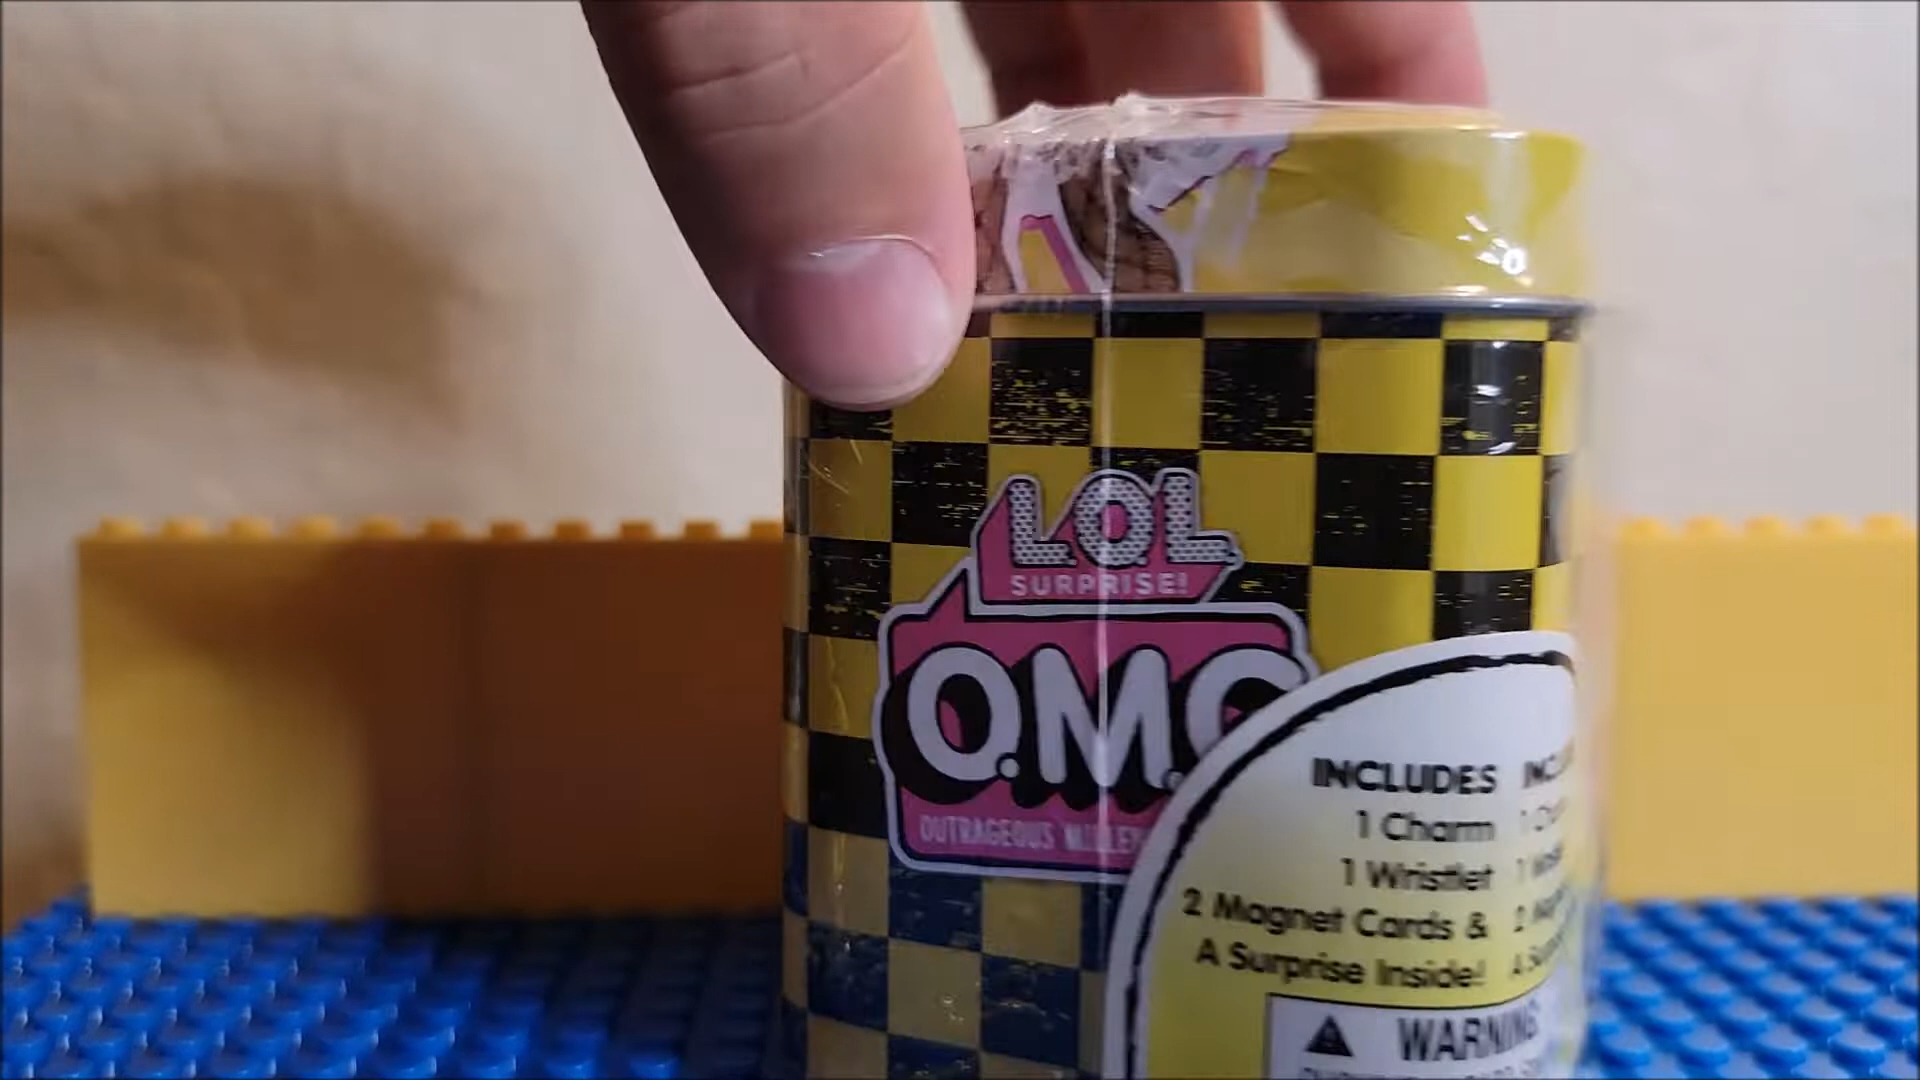 L.O.L
SURPRISE!
O.M.G
OUTRAGEOUS
INCLUDES
1 Charm
1 Wristlet
2 Magnet Cards &
A Surprise Inside!
WARNING: